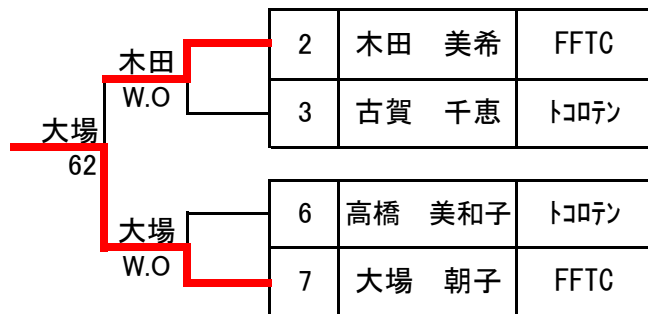 2 木田 美希 FFTC
木田
W.O
3 古賀 千恵 ﾄｺﾛﾃﾝ
大場
62
6 高橋 美和子 ﾄｺﾛﾃﾝ
大場
W.O
7 大場 朝子 FFTC